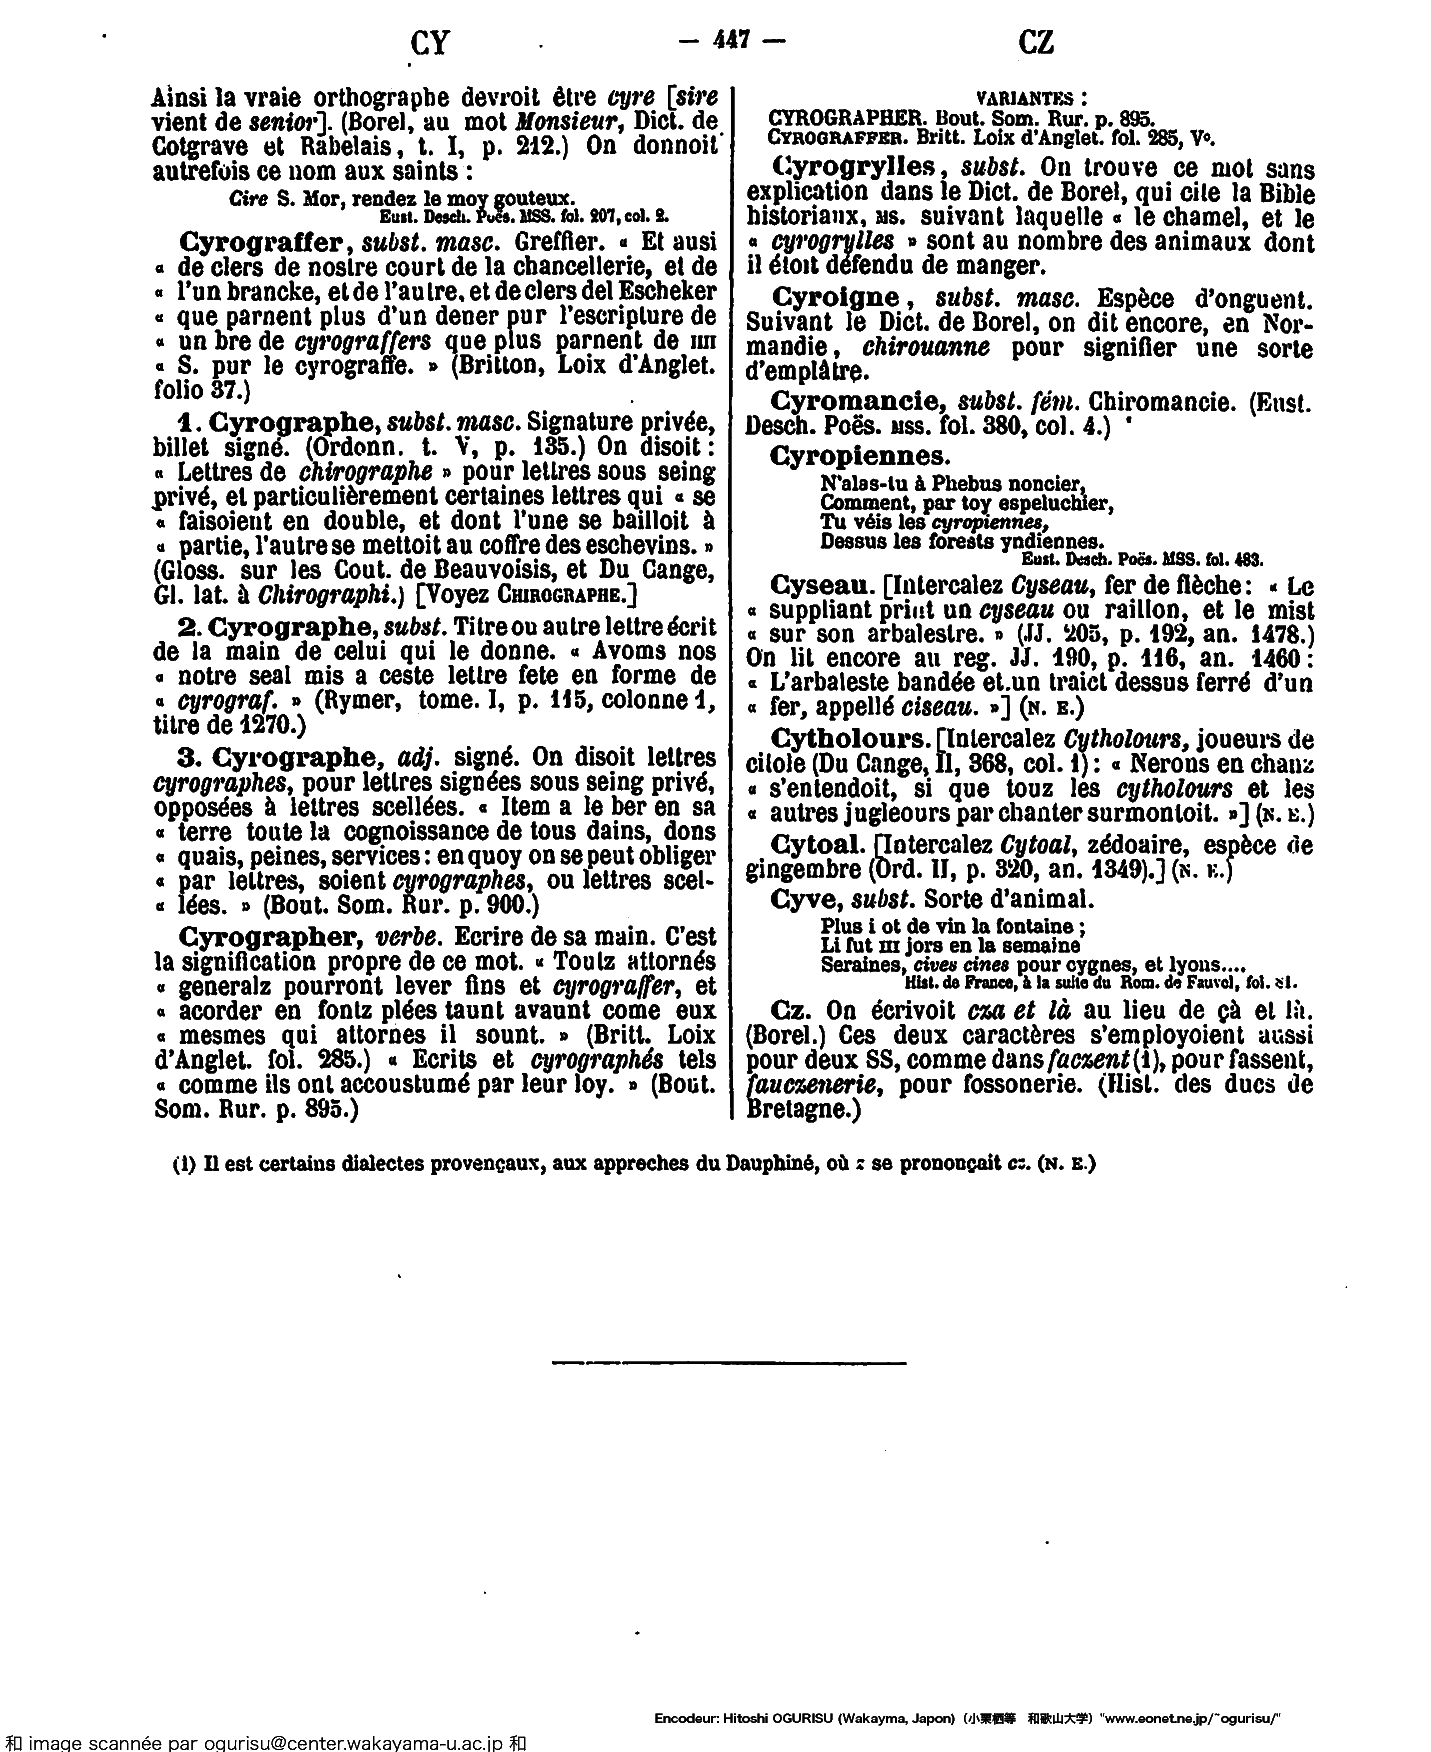 CY — 447 — CZ
Ainsi la vraie orthographe devroit être cyre [sire
vient de senior]. (Borel, au mot Monsieur, Dict. de
Cotgrave et Rabelais, t. I, p. 212.) On donnoit
autrefois ce nom aux saints :
Cire S. Mor, rendez le moy gouteux.
Eust. Desch. Poës. MSS. fol. 207, col. 2.
Cyrograffer, subst. masc. Greffier. « Et ausi
« de clers de nostre court de la chancellerie, et de
« l'un brancke, et de l'autre, et de clers del Escheker
« que parnent plus d'un dener pur l'escripture de
« un bre de cyrograffers que plus parnent de IIII
« S. pur le cyrograffe. » (Britton, Loix d'Anglet.
folio 37.)
1. Cyrographe, subst. masc. Signature privée,
billet signé. (Ordonn. t. V, p. 135.) On disoit :
« Lettres de chirographe » pour lettres sous seing
privé, et particulièrement certaines lettres qui « se
« faisoient en double, et dont l'une se bailloit à
« partie, l'autre se mettoit au coffre des eschevins. »
(Gloss. sur les Cout. de Beauvoisis, et Du Cange,
Gl. lat. à Chirographi.) [Voyez CHIROGRAPHE.]
2. Cyrographe, subst. Titre ou autre lettre écrit
de la main de celui qui le donne. « Avoms nos
« notre seal mis a ceste lettre fete en forme de
« cyrograf. » (Rymer, tome. I, p. 115, colonne 1,
titre de 1270.)
3. Cyrographe, adj. signé. On disoit lettres
cyrographes, pour lettres signées sous seing privé,
opposées à lettres scellées. « Item a le ber en sa
« terre toute la cognoissance de tous dains, dons
« quais, peines, services : en quoy on se peut obliger
« par lettres, soient cyrographes, ou lettres scel-
« lées. » (Bout. Som. Rur. p. 900.)
Cyrographer, verbe. Ecrire de sa main. C'est
la signification propre de ce mot. « Toutz attornés
« generalz pourront lever fins et cyrograffer, et
« acorder en fontz plées taunt avaunt come eux
« mesmes qui attornes il sount. » (Britt. Loix
d'Anglet. fol. 285.) « Ecrits et cyrographés tels
« comme ils ont accoustumé par leur loy. » (Bout.
Som. Rur. p. 895.)
VARIANTES :
CYROGRAPHER. Bout. Som. Rur. p. 895.
CYROGRAFFER. Britt. Loix d'Anglet. fol. 285, Vº.
Cyrogrylles, subst. On trouve ce mot sans
explication dans le Dict. de Borel, qui cite la Bible
historiaux, MS. suivant laquelle « le chamel, et le
« cyrogrylles » sont au nombre des animaux dont
il étoit défendu de manger.
Cyroigne, subst. masc. Espèce d'onguent.
Suivant le Dict. de Borel, on dit encore, en Nor-
mandie, chirouanne pour signifier une sorte
d'emplâtre.
Cyromancie, subst. fém. Chiromancie. (Eust.
Desch. Poës. MSS. fol. 380, col. 4.)
Cyropiennes.
N'alas-tu à Phebus noncier,
Comment, par toy espeluchier,
Tu véis les cyropiennes,
Dessus les forests yndiennes.
Eust. Desch. Poës. MSS. fol. 483.
Cyseau. [Intercalez Cyseau, fer de flèche : « Le
« suppliant print un cyseau ou raillon, et le mist
« sur son arbalestre. » (JJ. 205, p. 192, an. 1478.)
On lit encore au reg. JJ. 190, p. 116, an. 1460 :
« L'arbaleste bandée et un traict dessus ferré d'un
« fer, appellé ciseau. »] (N. E.)
Cytholours. [Intercalez Cytholours, joueurs de
citole (Du Cange, II, 368, col. 1) : « Nerons en chanz
« s'entendoit, si que touz les cytholours et les
« autres jugleours par chanter surmontoit. »] (N. E.)
Cytoal. [Intercalez Cytoal, zédoaire, espèce de
gingembre (Ord. II, p. 320, an. 1349).] (N. E.)
Cyve, subst. Sorte d'animal.
Plus i ot de vin la fontaine ;
Li fut III jors en la semaine
Seraines, cives cines pour cygnes, et lyons....
Hist. de France, à la suite du Rom. de Fauvel, fol.
Cz. On écrivoit cza et là au lieu de çà et là.
(Borel.) Ces deux caractères s'employoient aussi
pour deux SS, comme dans faczent (1), pour fassent,
fauczenerie, pour fossonerie. (Hist. des ducs de
Bretagne.)
(1) Il est certains dialectes provençaux, aux appreches du Dauphiné, où z se prononçait cz. (N. E.)
Encodeur: Hitoshi OGURISU (Wakayma, Japon) (小栗栖等 和歌山大学) "www.eonet.ne.jp/~ogurisu/"
和 image scannée par ogurisu@center.wakayama-u.ac.jp 和